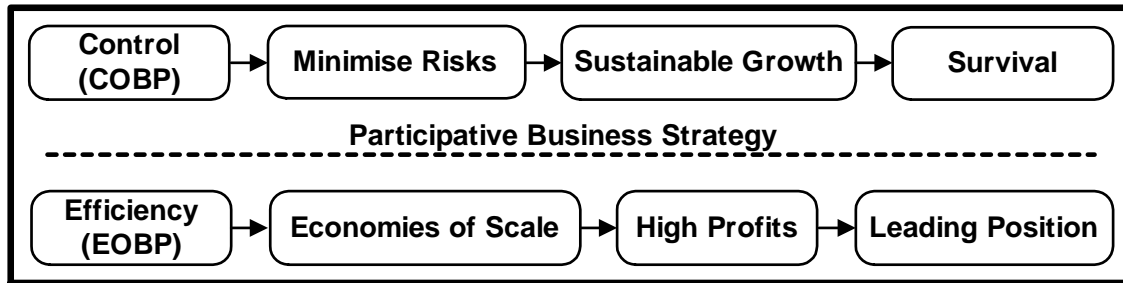 Control
(COBP)
Minimise Risks
Sustainable Growth
Survival
Participative Business Strategy
Efficiency
(EOBP)
Economies of Scale
High Profits
Leading Position